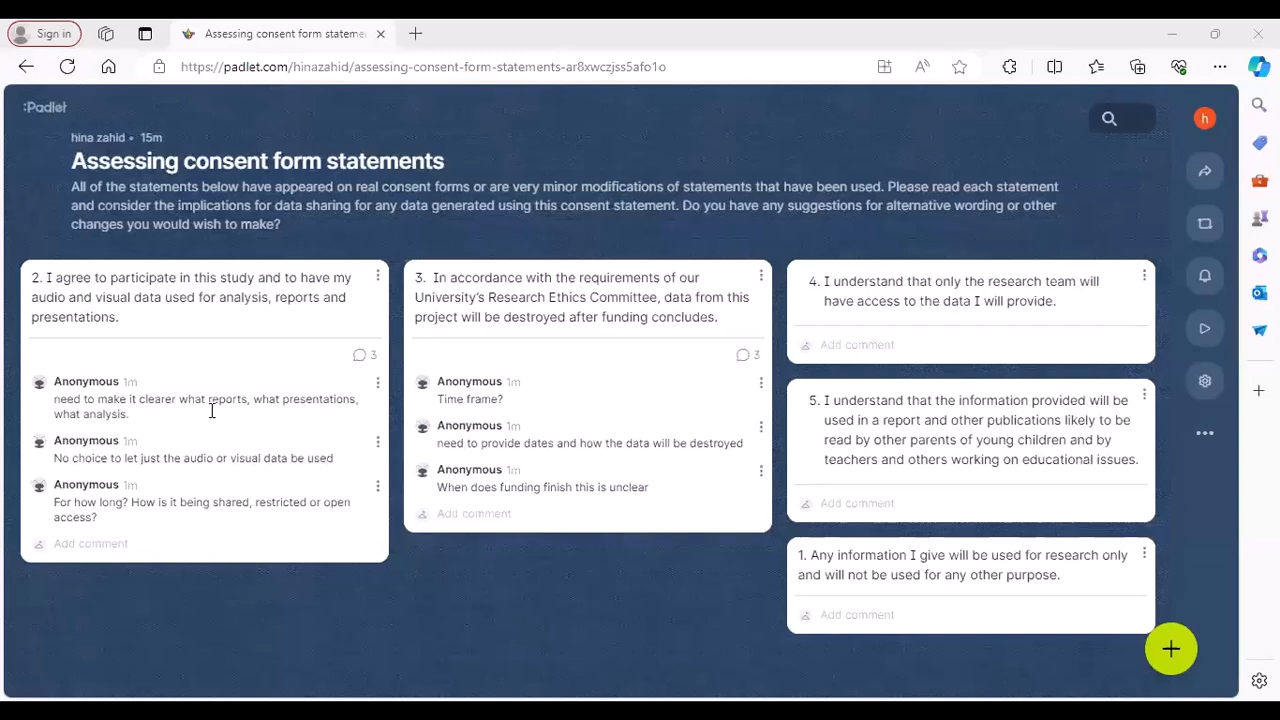 Sign in
Assessing consent form stateme
https://padlet.com/hinazahid/assessing-consent-form-statements-ar8xwczjss5afo1o
:Padlet
h
hina zahid • 15m
Assessing consent form statements
All of the statements below have appeared on real consent forms or are very minor modifications of statements that have been used. Please read each statement
and consider the implications for data sharing for any data generated using this consent statement. Do you have any suggestions for alternative wording or other
changes you would wish to make?
2. I agree to participate in this study and to have my
audio and visual data used for analysis, reports and
presentations.
3
Anonymous 1m
need to make it clearer what reports, what presentations,
what analysis.
Anonymous 1m
No choice to let just the audio or visual data be used
Anonymous 1m
For how long? How is it being shared, restricted or open
access?
Add comment
3. In accordance with the requirements of our
University's Research Ethics Committee, data from this
project will be destroyed after funding concludes.
3
Anonymous 1m
Time frame?
Anonymous 1m
need to provide dates and how the data will be destroyed
Anonymous 1m
When does funding finish this is unclear
Add comment
4. I understand that only the research team will
have access to the data I will provide.
Add comment
5. I understand that the information provided will be
used in a report and other publications likely to be
read by other parents of young children and by
teachers and others working on educational issues.
Add comment
1. Any information I give will be used for research only
and will not be used for any other purpose.
Add comment